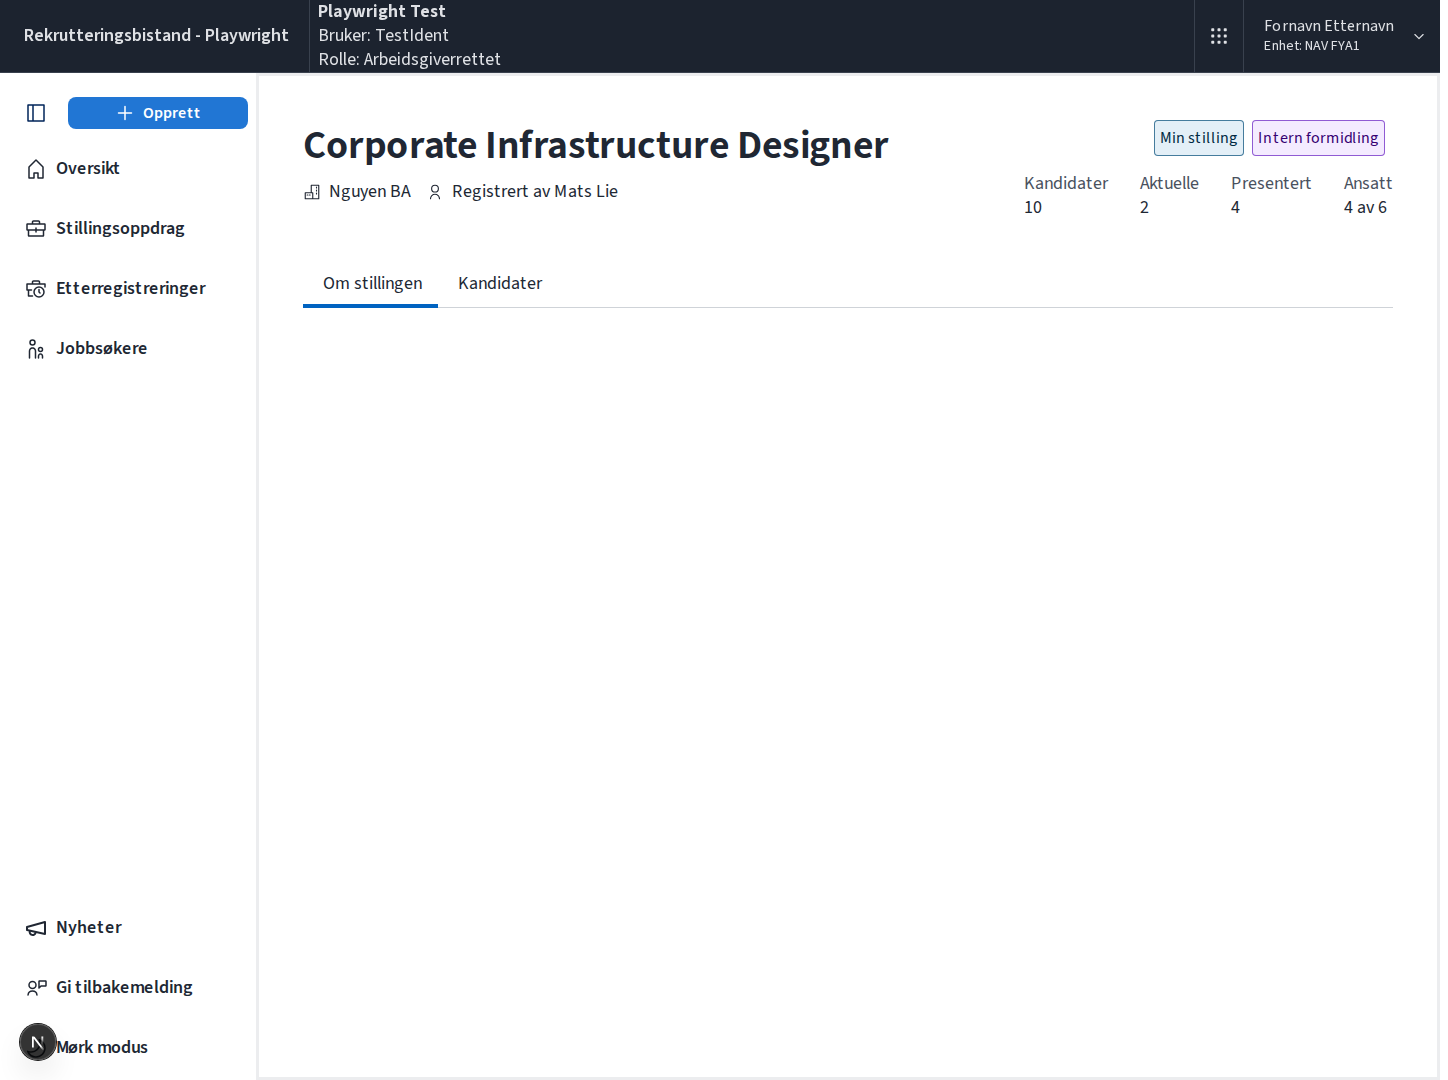 Rekrutteringsbistand - Playwright
Playwright Test
Bruker: TestIdent
Rolle: Arbeidsgiverrettet
Fornavn Etternavn
Enhet: NAV FYA1
Opprett
Oversikt
Stillingsoppdrag
Etterregistreringer
Jobbsøkere
Nyheter
Gi tilbakemelding
N
Mørk modus
Corporate Infrastructure Designer
Nguyen BA Registrert av Mats Lie
Min stilling Intern formidling
Kandidater Aktuelle Presentert Ansatt
10 2 4 4 av 6
Om stillingen Kandidater